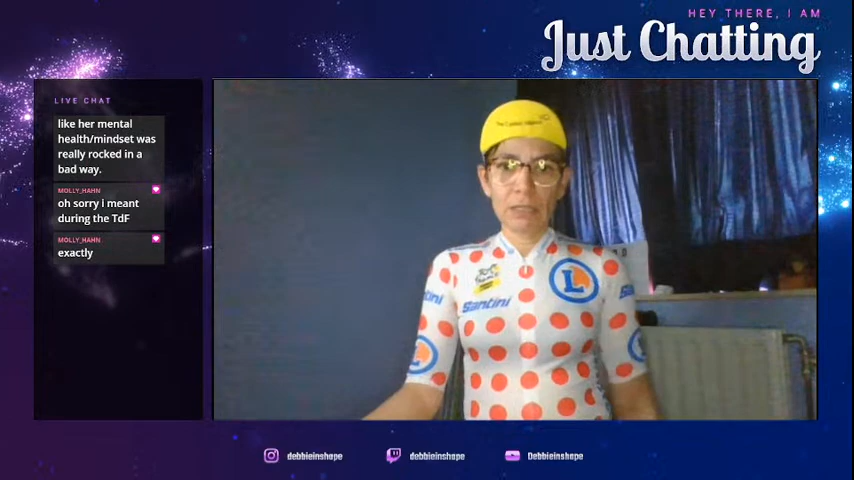 HEY THERE, I AM
Just Chatting
LIVE CHAT
like her mental
health/mindset was
really rocked in a
bad way.
MOLLY_HAHN
oh sorry i meant
during the TdF
MOLLY_HAHN
exactly
Santini
L
debbieinshape
debbieinshape
Debbieinshape